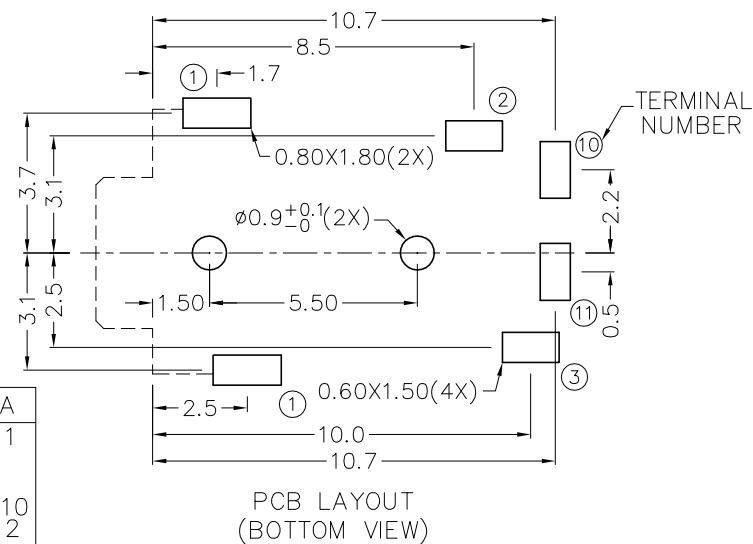 10.7
8.5
1
1.7
2
TERMINAL
NUMBER
10
0.80X1.80(2X)
3.7
3.1
2.2
⌀0.9+0.1 -0 (2X)
1.50
5.50
3.1
2.5
0.5
11
0.60X1.50(4X)
3
2.5
1
10.0
10.7
A
1
10
2
PCB LAYOUT
(BOTTOM VIEW)